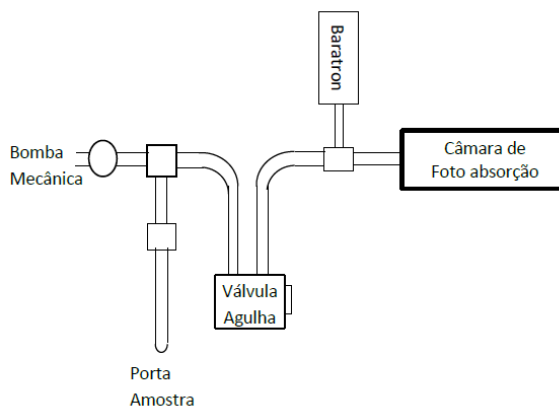 Baratron
Bomba
Mecânica
Câmara de
Foto absorção
Válvula
Agulha
Porta
Amostra